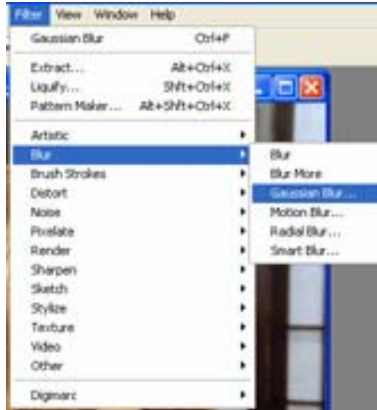 Filter View Window Help
Gaussian Blur Ctrl+F
Extract... Alt+Ctrl+X
Liquify... Shft+Ctrl+X
Pattern Maker... Alt+Shft+Ctrl+X
Artistic
Blur
Brush Strokes
Distort
Noise
Pixelate
Render
Sharpen
Sketch
Stylize
Texture
Video
Other
Digimarc
Blur
Blur More
Gaussian Blur...
Motion Blur...
Radial Blur...
Smart Blur...